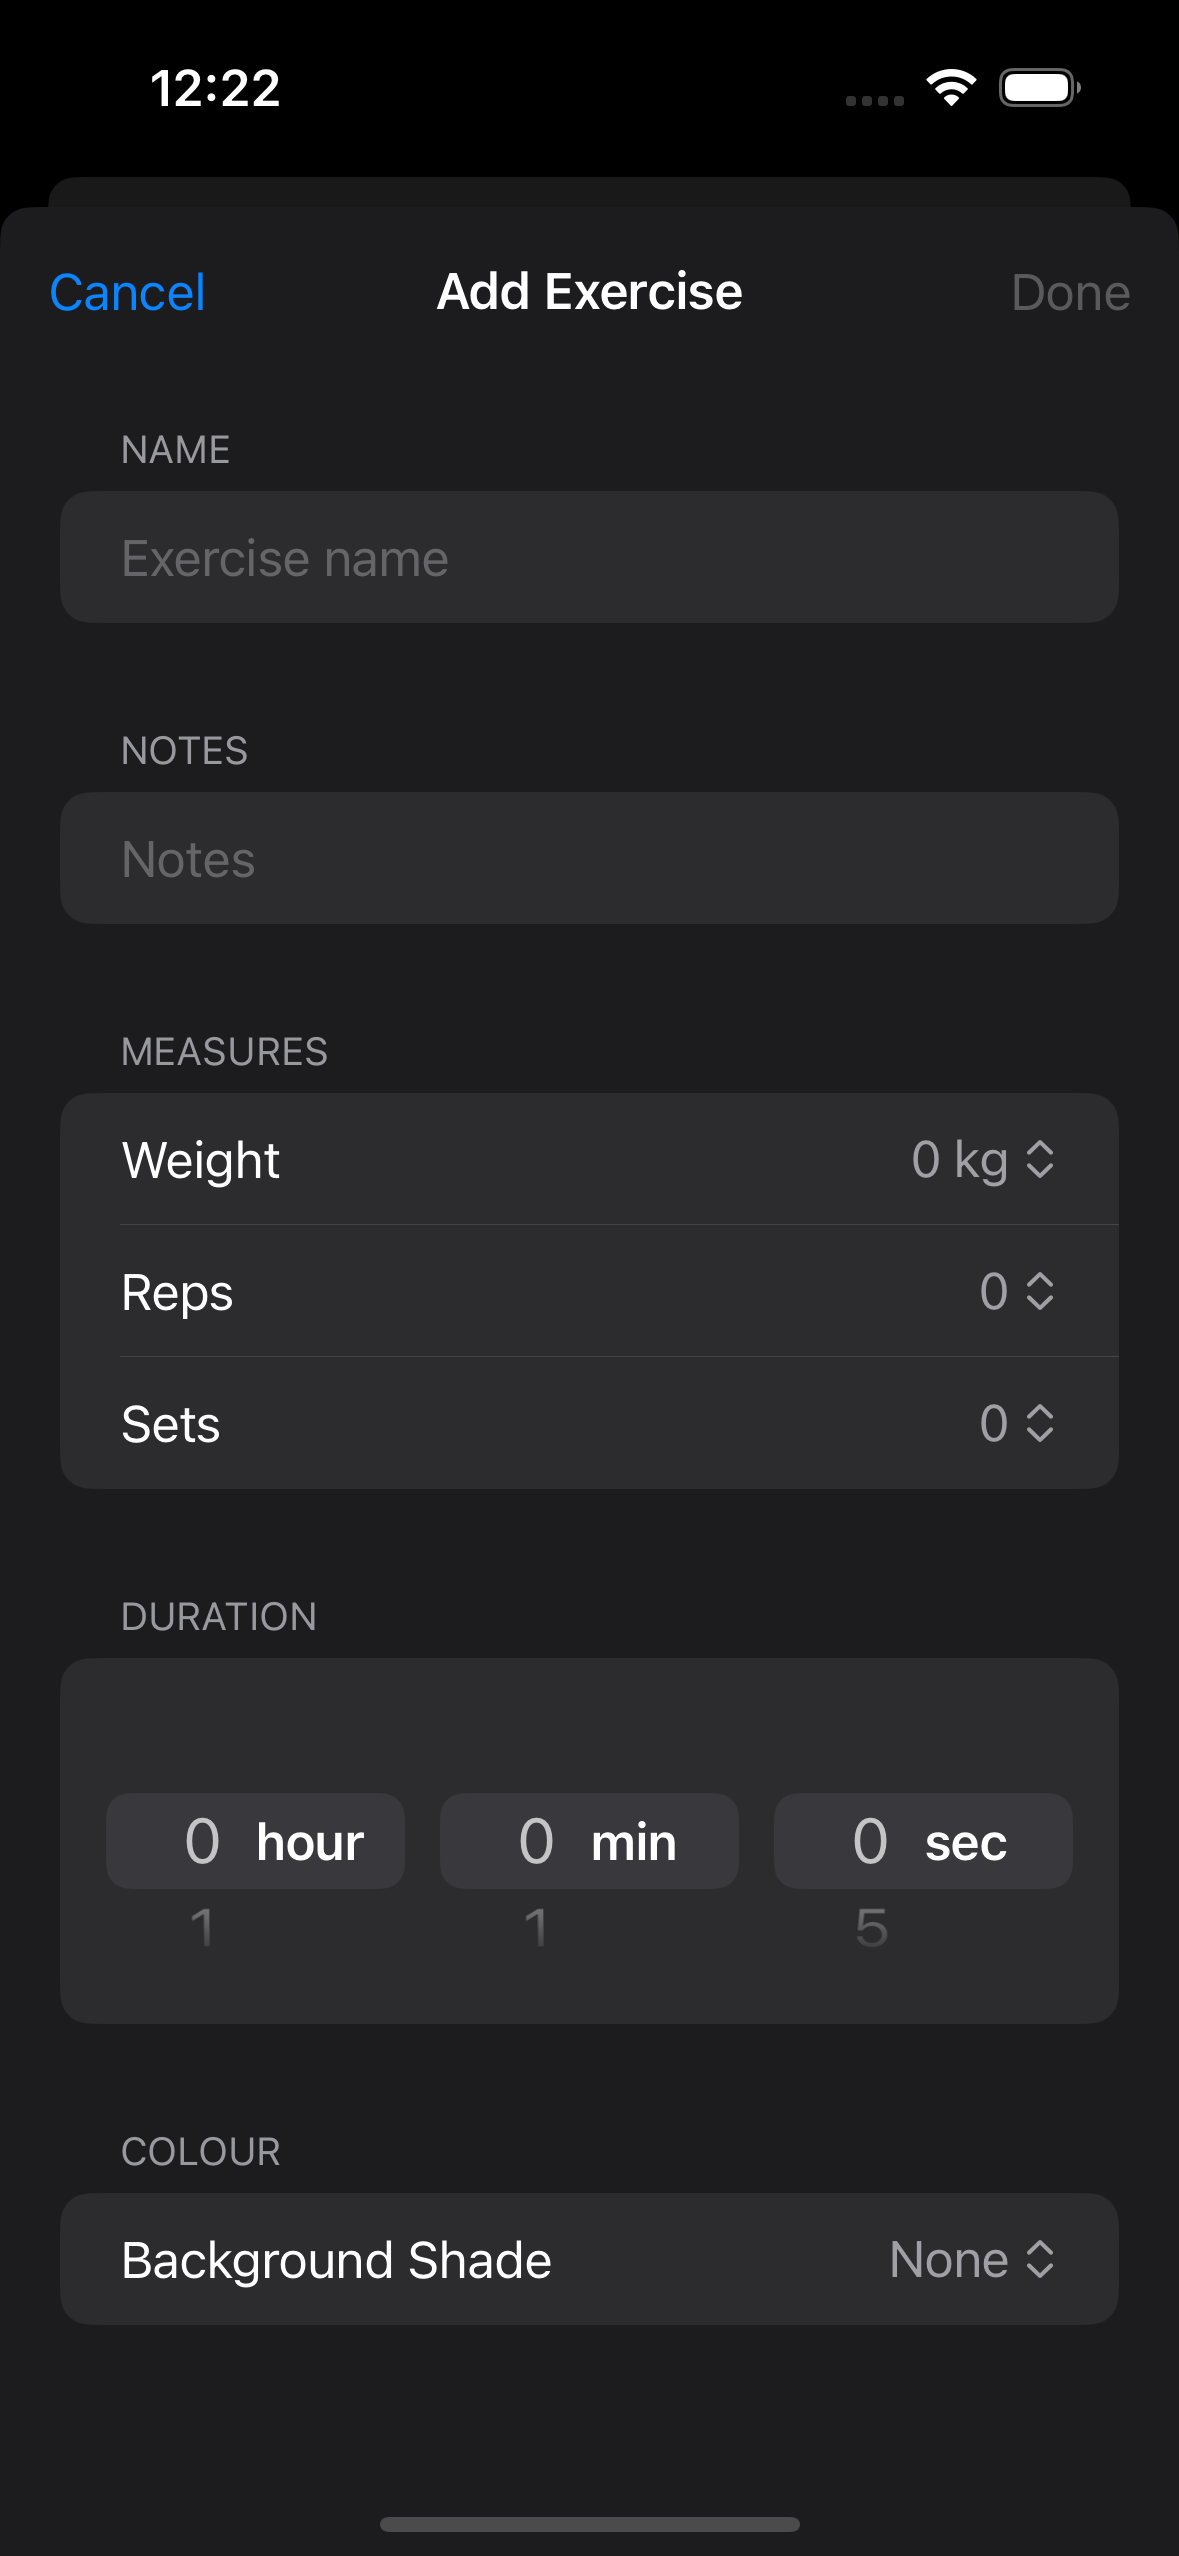 12:22
Cancel Add Exercise Done
NAME
Exercise name
NOTES
Notes
MEASURES
Weight 0 kg
Reps 0
Sets 0
DURATION
0 hour 0 min 0 sec
1 1 5
COLOUR
Background Shade None